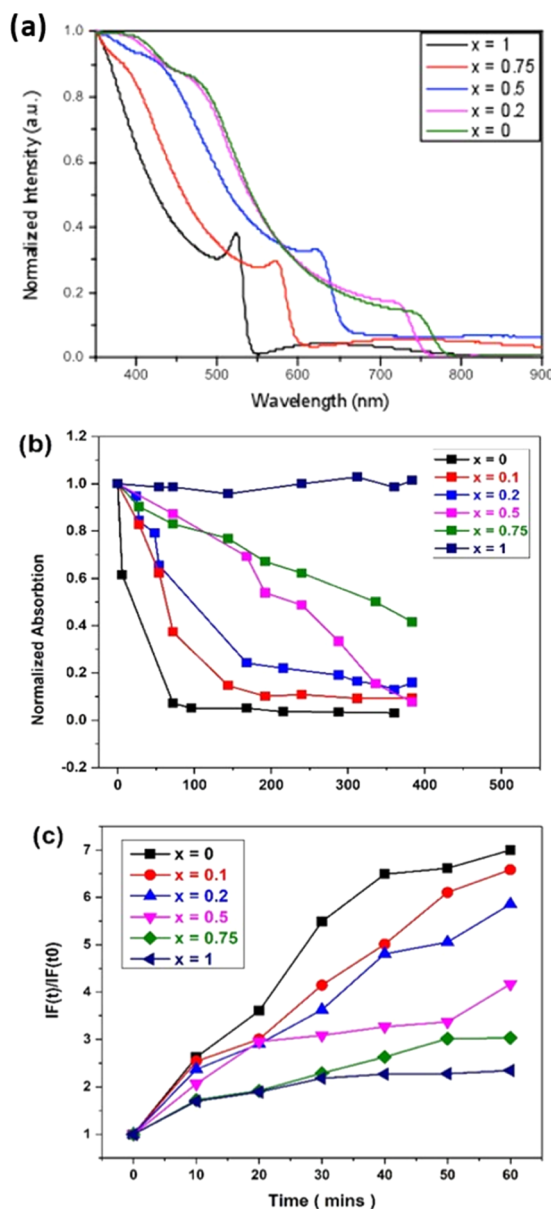 (a)
1.0
0.8
0.6
0.4
0.2
0.0
Normalized Intensity (a.u.)
x = 1
x = 0.75
x = 0.5
x = 0.2
x = 0
400 500 600 700 800 900
Wavelength (nm)
(b)
1.2
1.0
0.8
0.6
0.4
0.2
0.0
-0.2
Normalized Absorbtion
x = 0
x = 0.1
x = 0.2
x = 0.5
x = 0.75
x = 1
0 100 200 300 400 500
(c)
7
6
5
4
3
2
1
IF(t)/IF(t0)
x = 0
x = 0.1
x = 0.2
x = 0.5
x = 0.75
x = 1
0 10 20 30 40 50 60
Time ( mins )